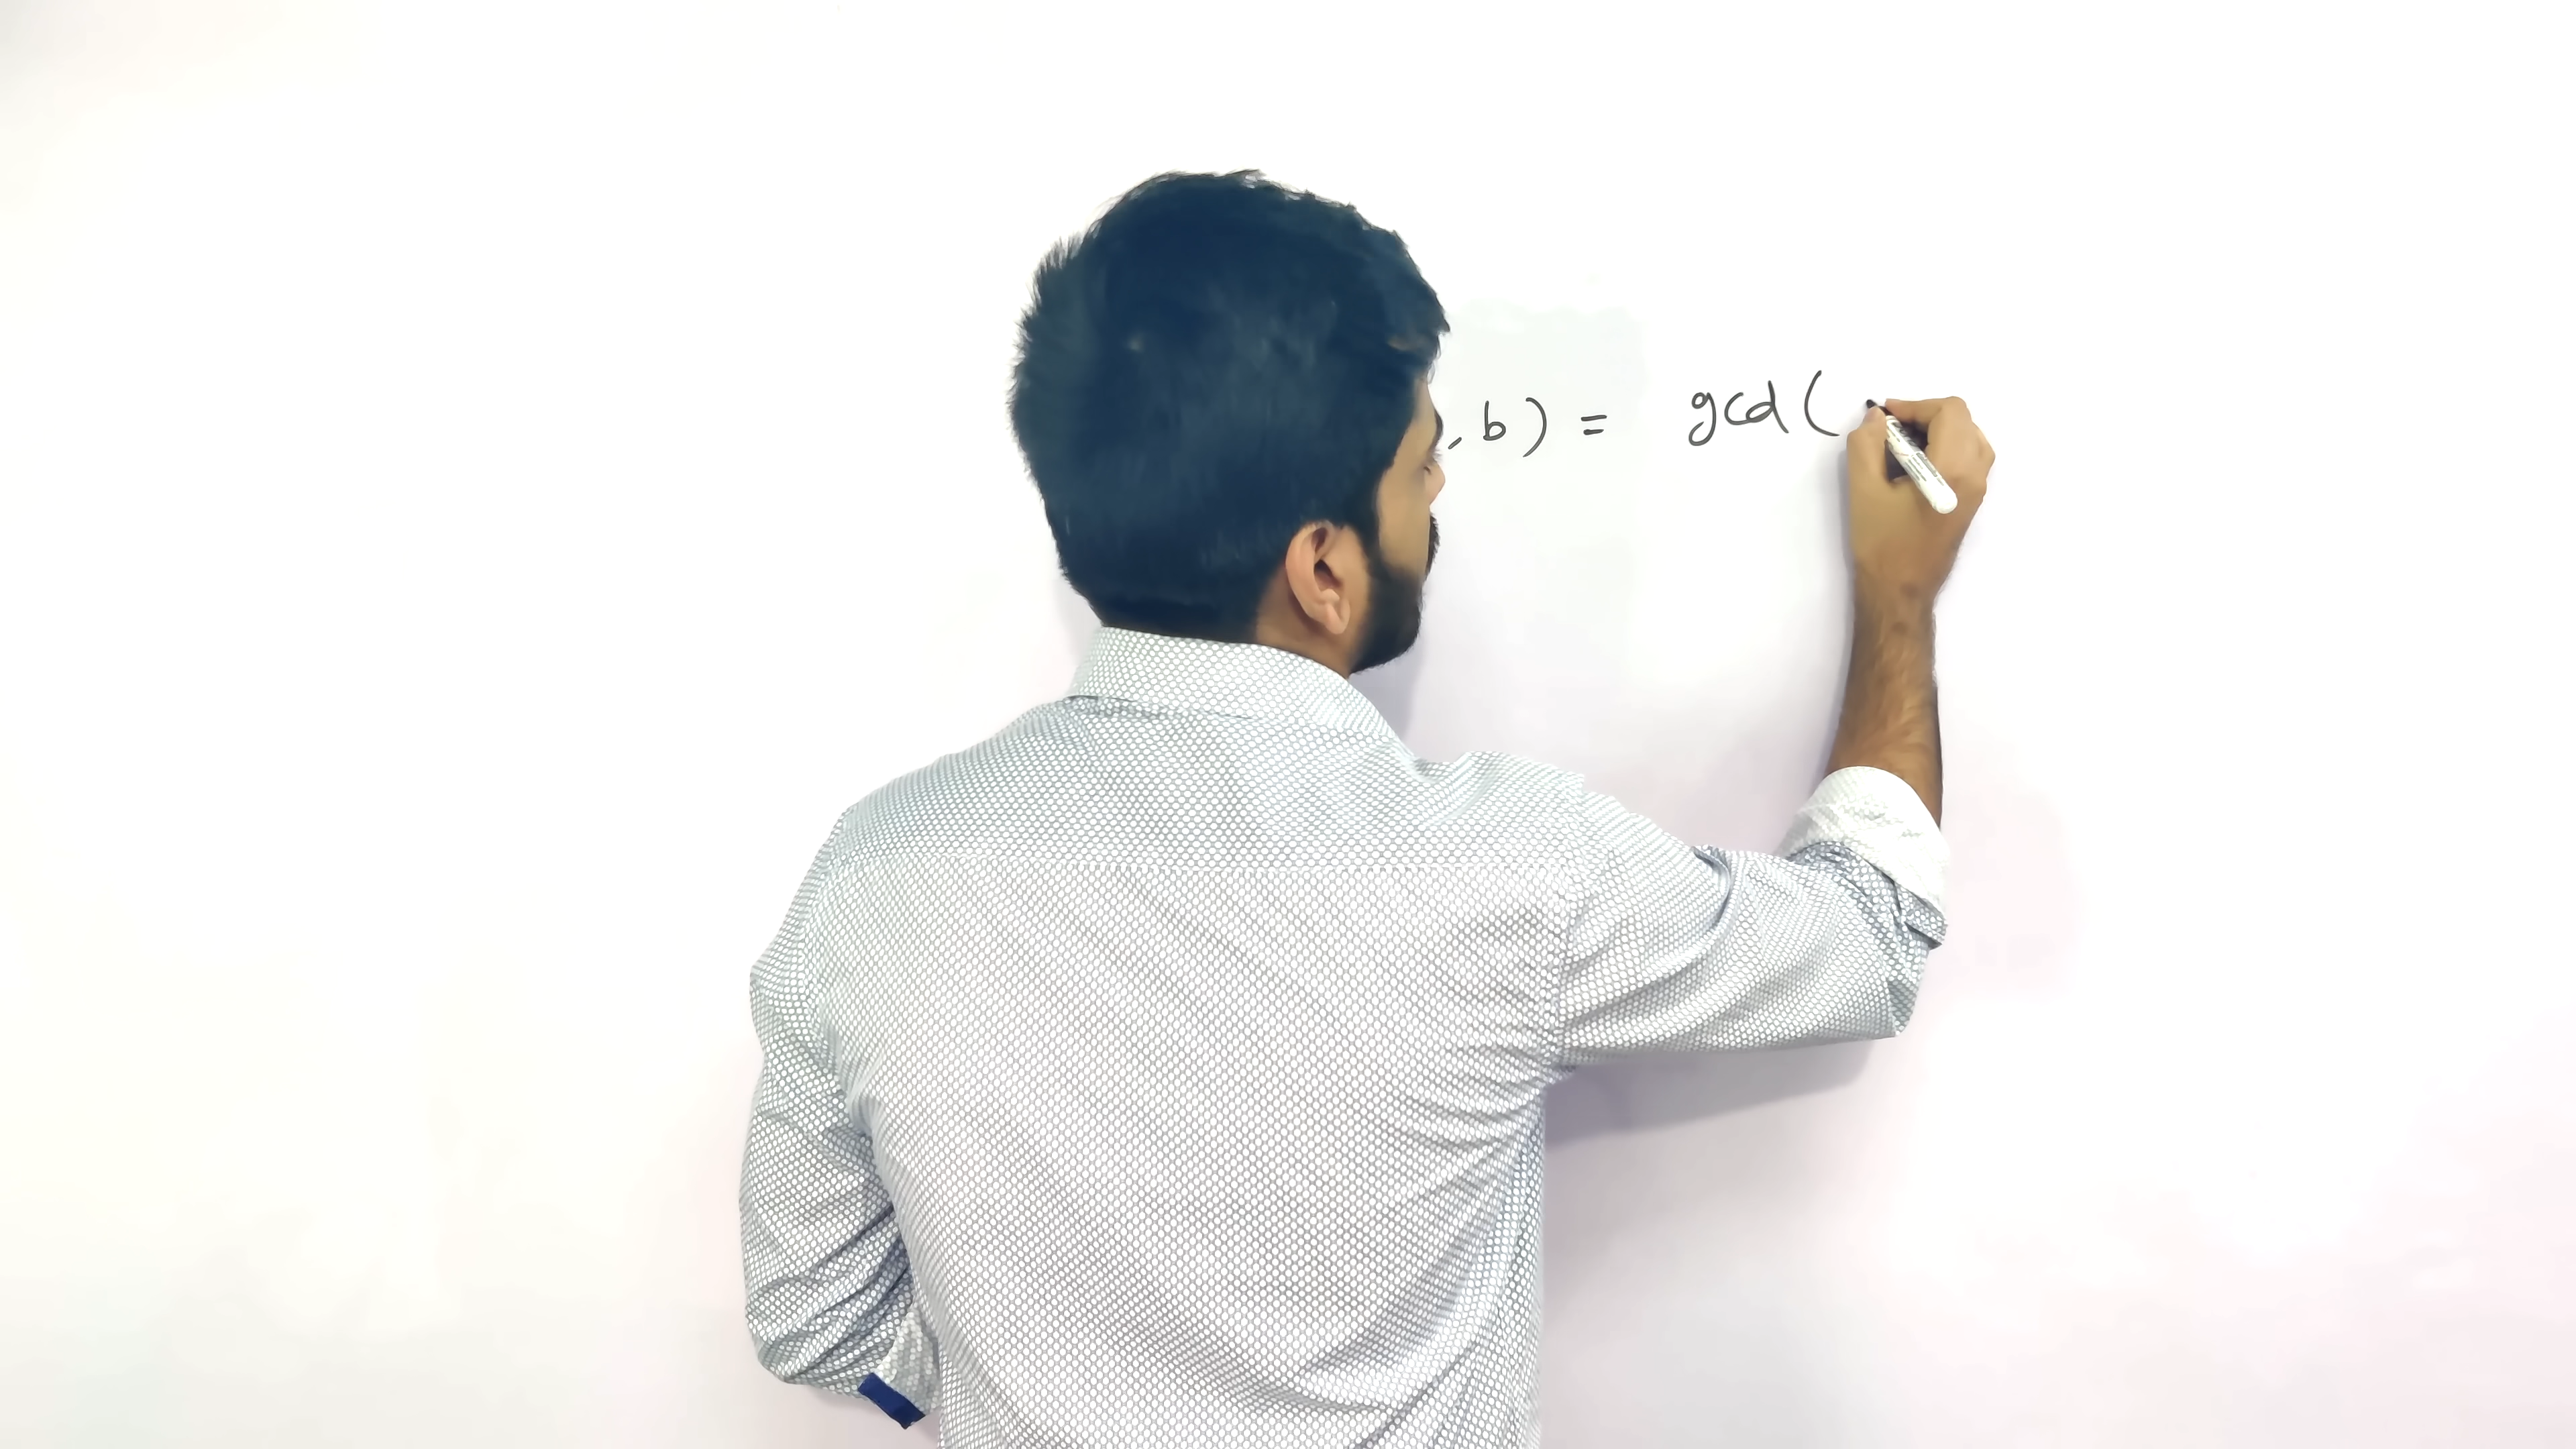 , b) = gcd (